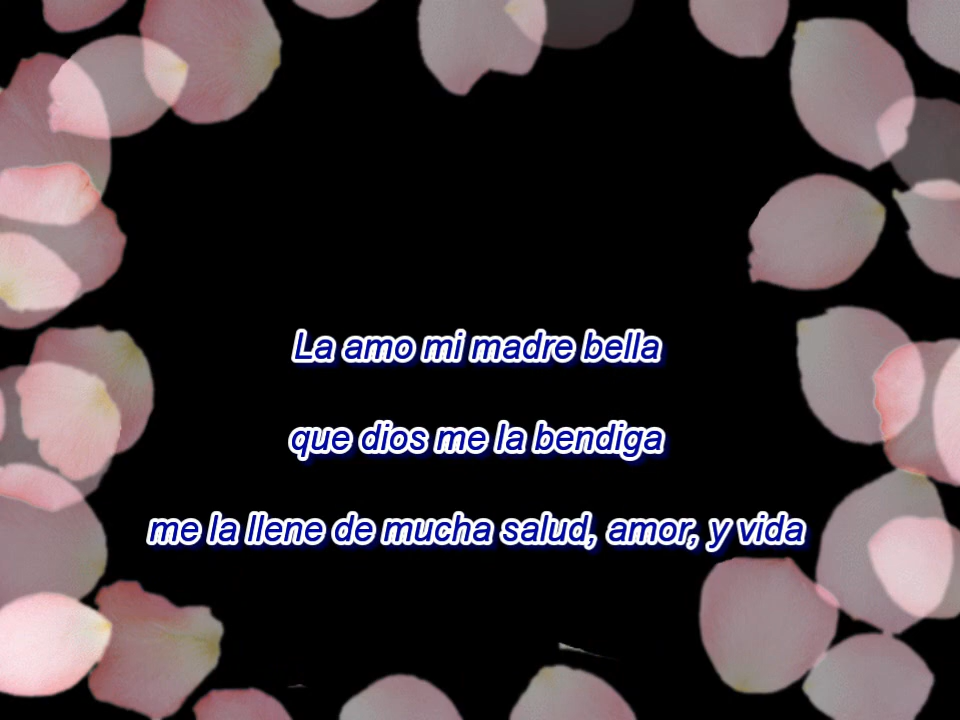 La amo mi madre bella
que dios me la bendiga
me la llene de mucha salud, amor, y vida